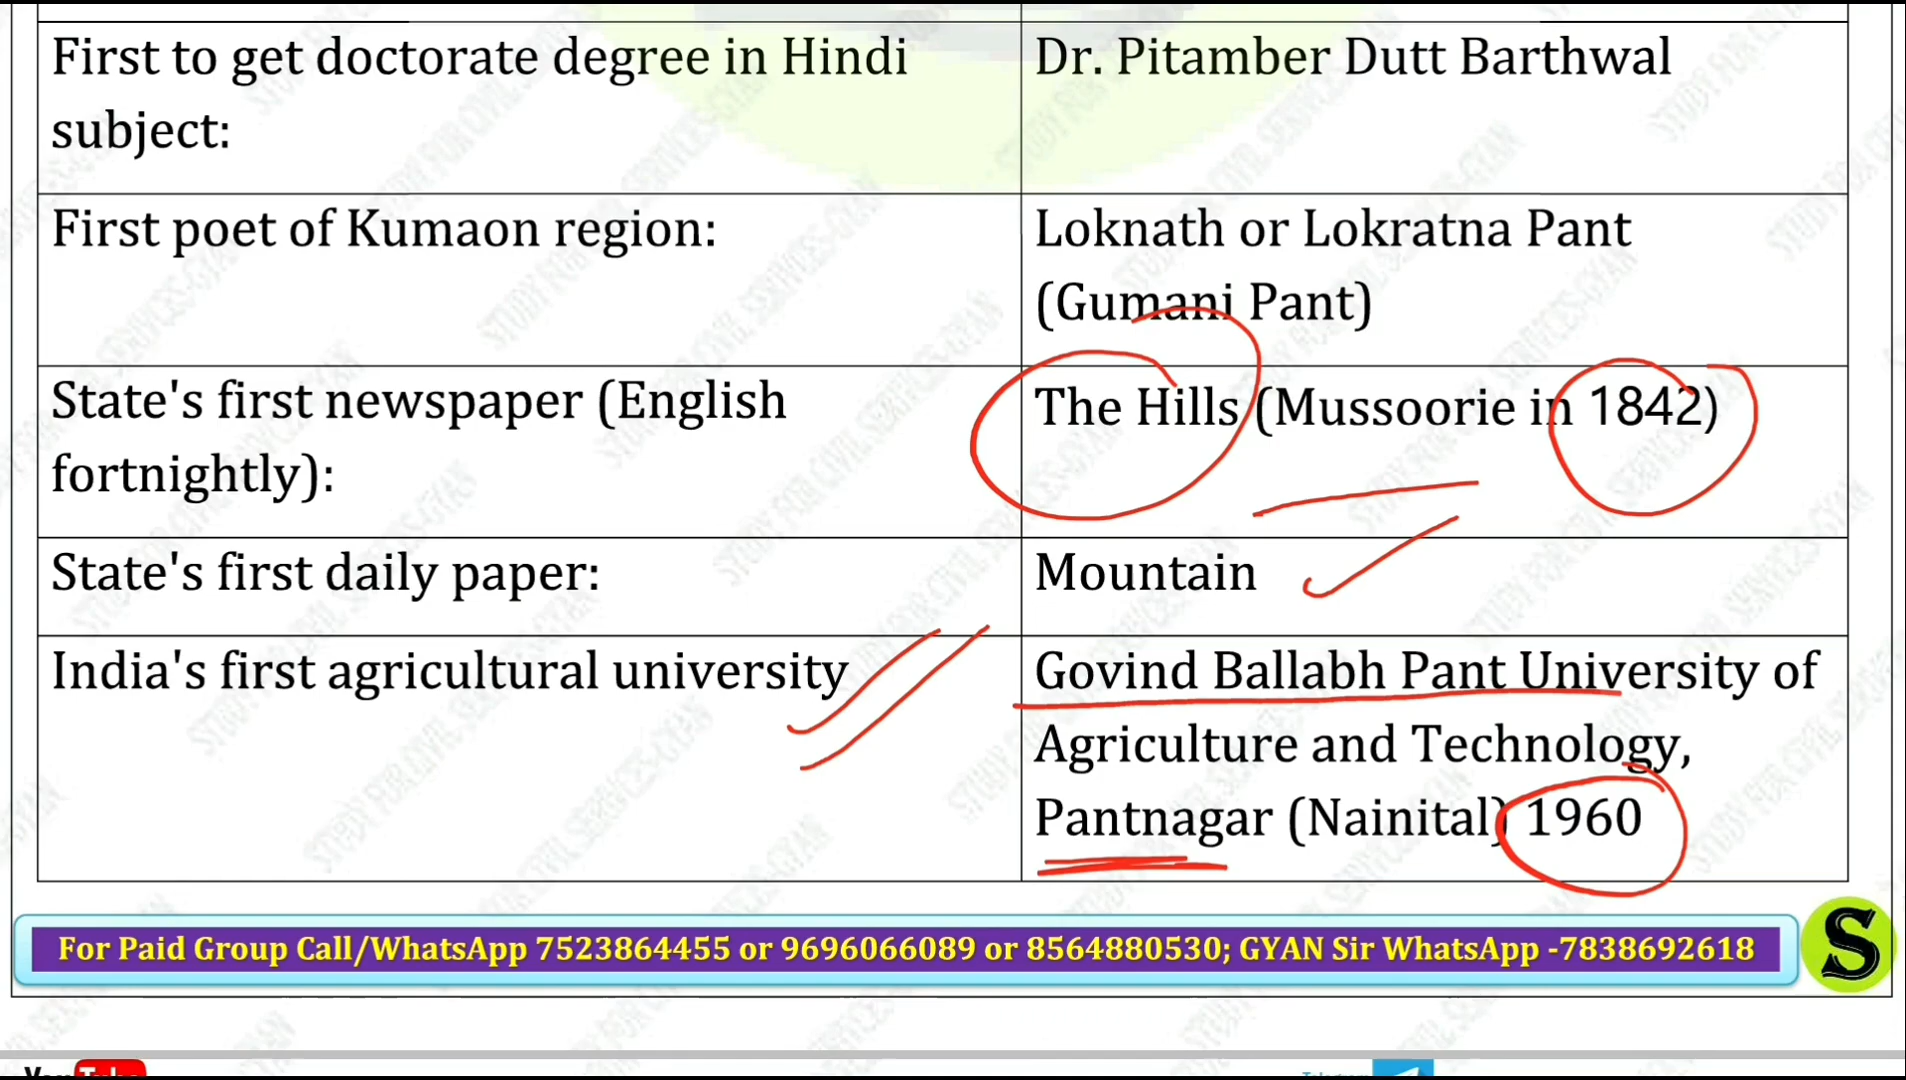 First to get doctorate degree in Hindi
subject:
Dr. Pitamber Dutt Barthwal
First poet of Kumaon region:
Loknath or Lokratna Pant
(Gumani Pant)
State's first newspaper (English
fortnightly):
The Hills (Mussoorie in 1842)
State's first daily paper:
Mountain
India's first agricultural university
Govind Ballabh Pant University of
Agriculture and Technology,
Pantnagar (Nainital) 1960
For Paid Group Call/WhatsApp 7523864455 or 9696066089 or 8564880530; GYAN Sir WhatsApp -7838692618
S
YouTube
Telegram